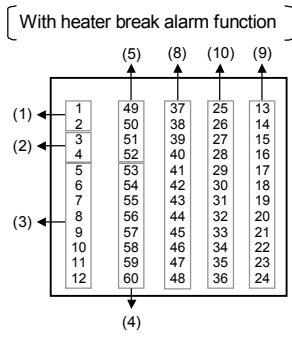 With heater break alarm function
(5) (8) (10) (9)
(1) 1 49 37 25 13
2 50 38 26 14
(2) 3 51 39 27 15
4 52 40 28 16
5 53 41 29 17
6 54 42 30 18
7 55 43 31 19
(3) 8 56 44 32 20
9 57 45 33 21
10 58 46 34 22
11 59 47 35 23
12 60 48 36 24
(4)